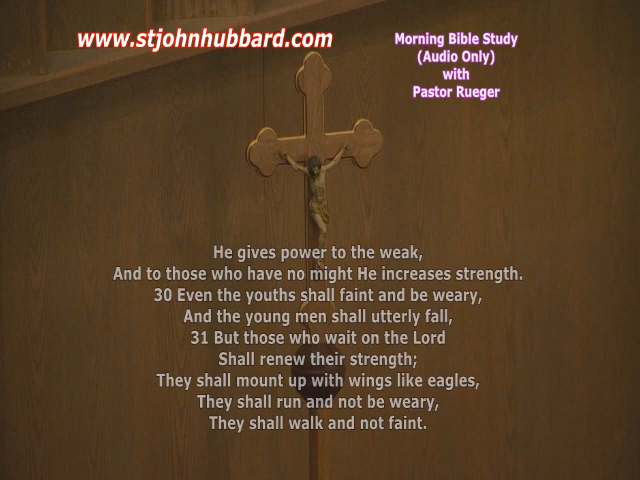 www.stjohnhubbard.com
Morning Bible Study
(Audio Only)
with
Pastor Rueger
He gives power to the weak,
And to those who have no might He increases strength.
30 Even the youths shall faint and be weary,
And the young men shall utterly fall,
31 But those who wait on the Lord
Shall renew their strength;
They shall mount up with wings like eagles,
They shall run and not be weary,
They shall walk and not faint.